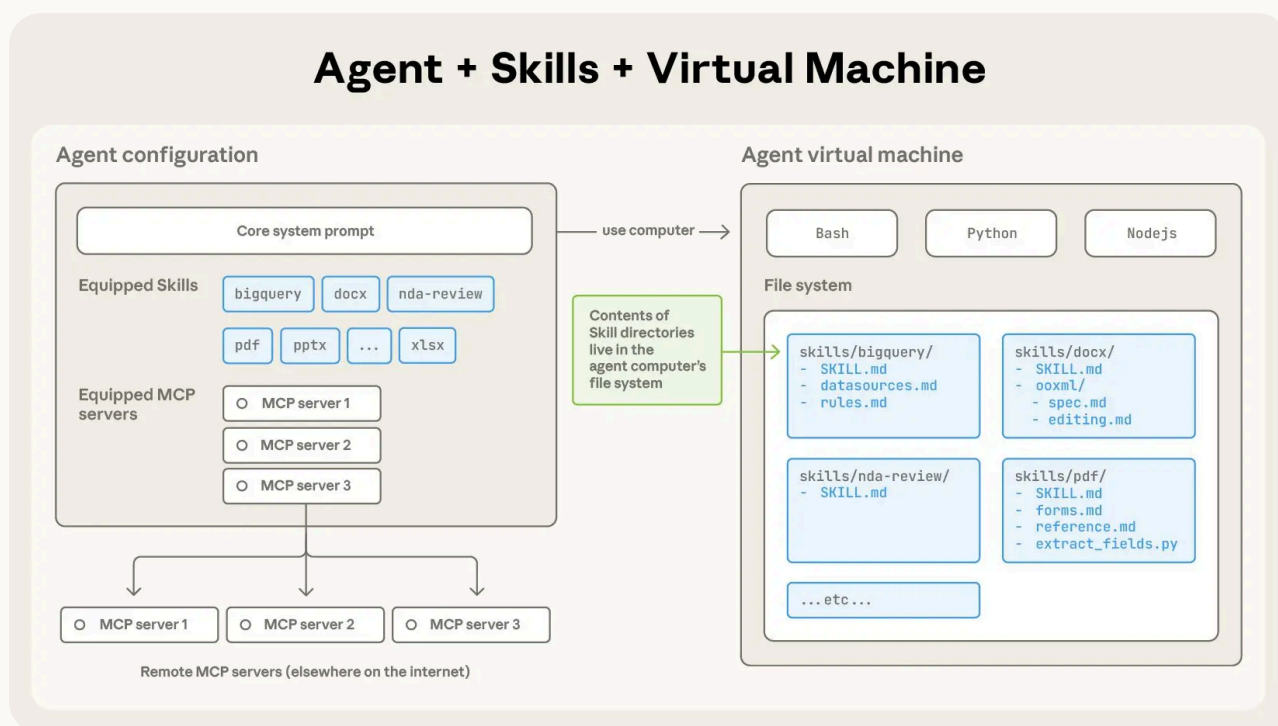 Agent + Skills + Virtual Machine
Agent configuration
Core system prompt
Equipped Skills
bigquery
docx
nda-review
pdf
pptx
...
xlsx
Equipped MCP
servers
MCP server 1
MCP server 2
MCP server 3
MCP server 1
MCP server 2
MCP server 3
Remote MCP servers (elsewhere on the internet)
use computer
Contents of
Skill directories
live in the
agent computer's
file system
Agent virtual machine
Bash
Python
Nodejs
File system
skills/bigquery/
- SKILL.md
- datasources.md
- rules.md
skills/docx/
- SKILL.md
- ooxml/
- spec.md
- editing.md
skills/nda-review/
- SKILL.md
skills/pdf/
- SKILL.md
- forms.md
- reference.md
- extract_fields.py
...etc...